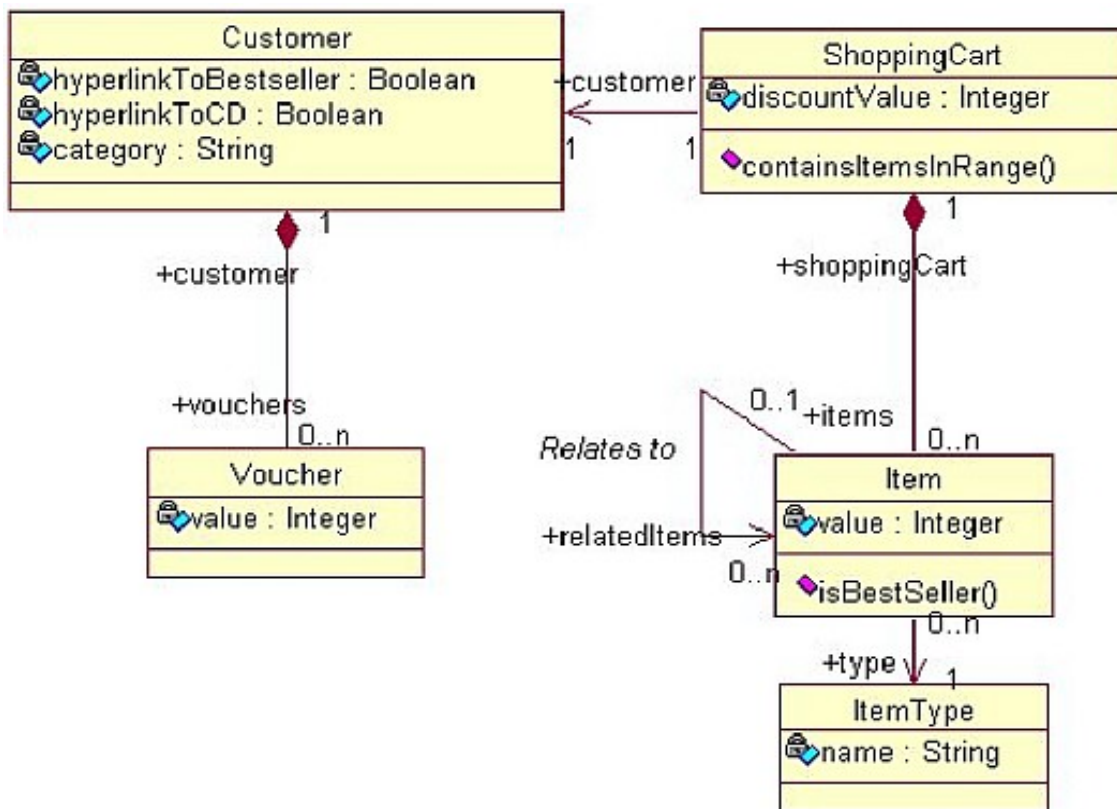 Customer
hyperlinkToBestseller : Boolean
hyperlinkToCD : Boolean
category : String
+customer
1
1
ShoppingCart
discountValue : Integer
containsItemsInRange()
1
+customer
+vouchers
0..n
Voucher
value : Integer
1
+shoppingCart
0..1
+items
0..n
Relates to
+relatedItems
0..n
Item
value : Integer
isBestSeller()
0..n
+type
1
ItemType
name : String